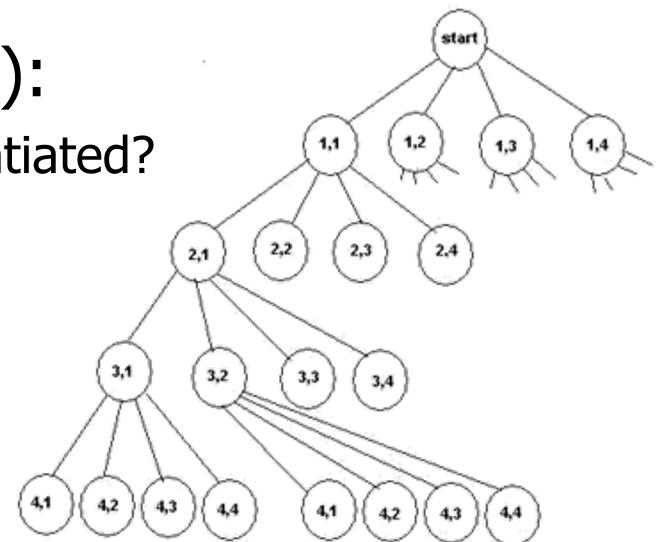 ):
tiated?
start
1,1 1,2 1,3 1,4
2,1 2,2 2,3 2,4
3,1 3,2 3,3 3,4
4,1 4,2 4,3 4,4 4,1 4,2 4,3 4,4